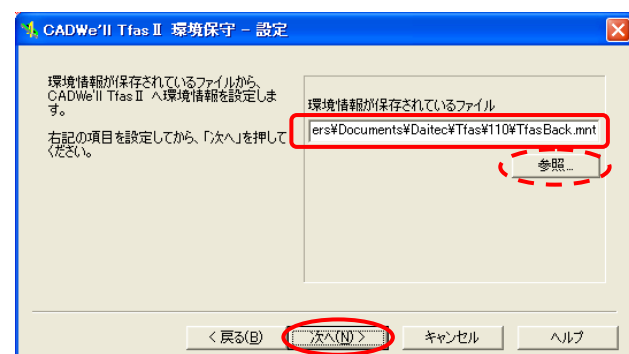 CADWe'll TfasⅡ 環境保守 - 設定
環境情報が保存されているファイルから、
CADWe'll TfasⅡ へ環境情報を設定しま
す。
右記の項目を設定してから、「次へ」を押して
ください。
環境情報が保存されているファイル
ers¥Documents¥Daitec¥Tfas¥110¥TfasBack.mnt
参照...
< 戻る(B)
次へ(N) >
キャンセル
ヘルプ